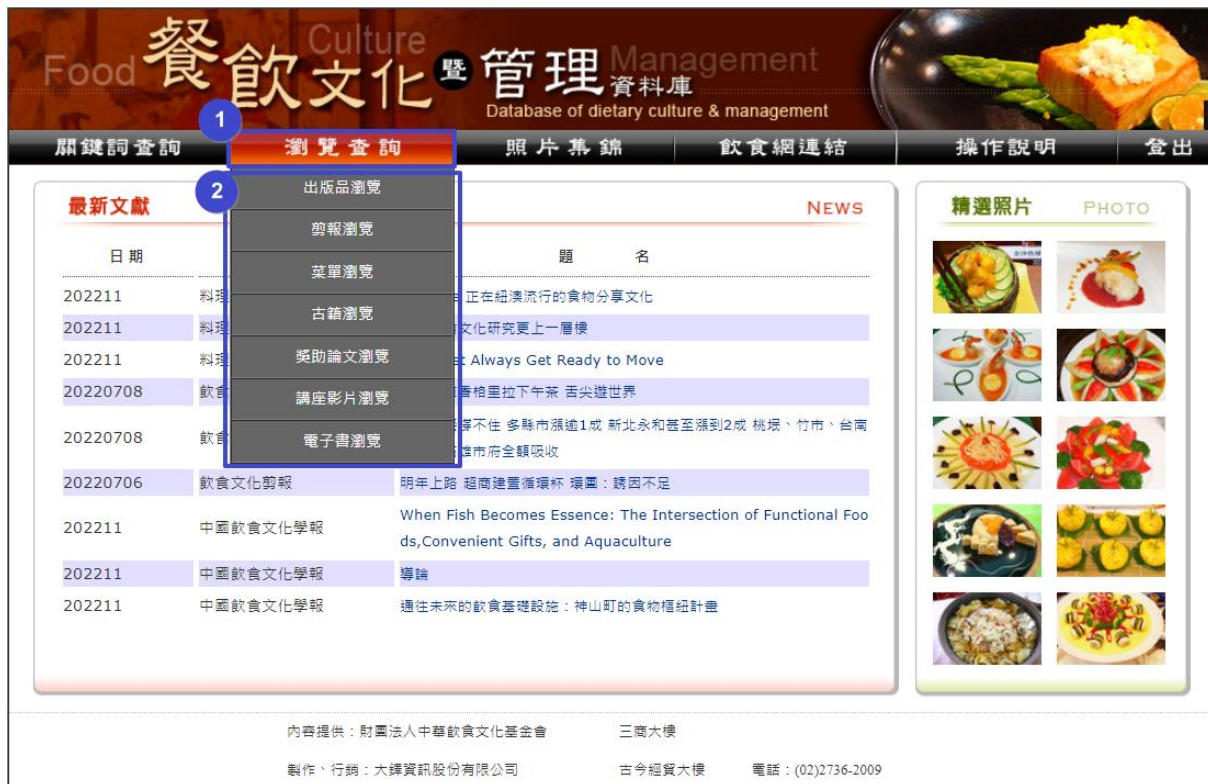 Food 餐飲文化暨管理資料庫
Culture Management
Database of dietary culture & management
1
關鍵詞查詢 瀏覽查詢 照片集錦 飲食網連結 操作說明 登出
2
出版品瀏覽
剪報瀏覽
菜單瀏覽
古籍瀏覽
獎助論文瀏覽
講座影片瀏覽
電子書瀏覽
最新文獻 NEWS
日期 題 名
202211 料理 正在紐澳流行的食物分享文化
202211 料理 文化研究更上一層樓
202211 料理 Always Get Ready to Move
20220708 飲食 香格里拉下午茶 舌尖遊世界
20220708 飲食 撐不住 多縣市漲逾1成 新北永和甚至漲到2成 桃堤、竹市、台南
市府全額吸收
20220706 飲食文化剪報 明年上路 超商建置循環杯 環團：誘因不足
202211 中國飲食文化學報 When Fish Becomes Essence: The Intersection of Functional Foo
ds,Convenient Gifts, and Aquaculture
202211 中國飲食文化學報 導論
202211 中國飲食文化學報 通往未來的飲食基礎設施：神山町的食物樞紐計畫
精選照片 PHOTO
內容提供：財團法人中華飲食文化基金會 三商大樓
製作、行銷：大鐸資訊股份有限公司 古今經貿大樓 電話：(02)2736-2009